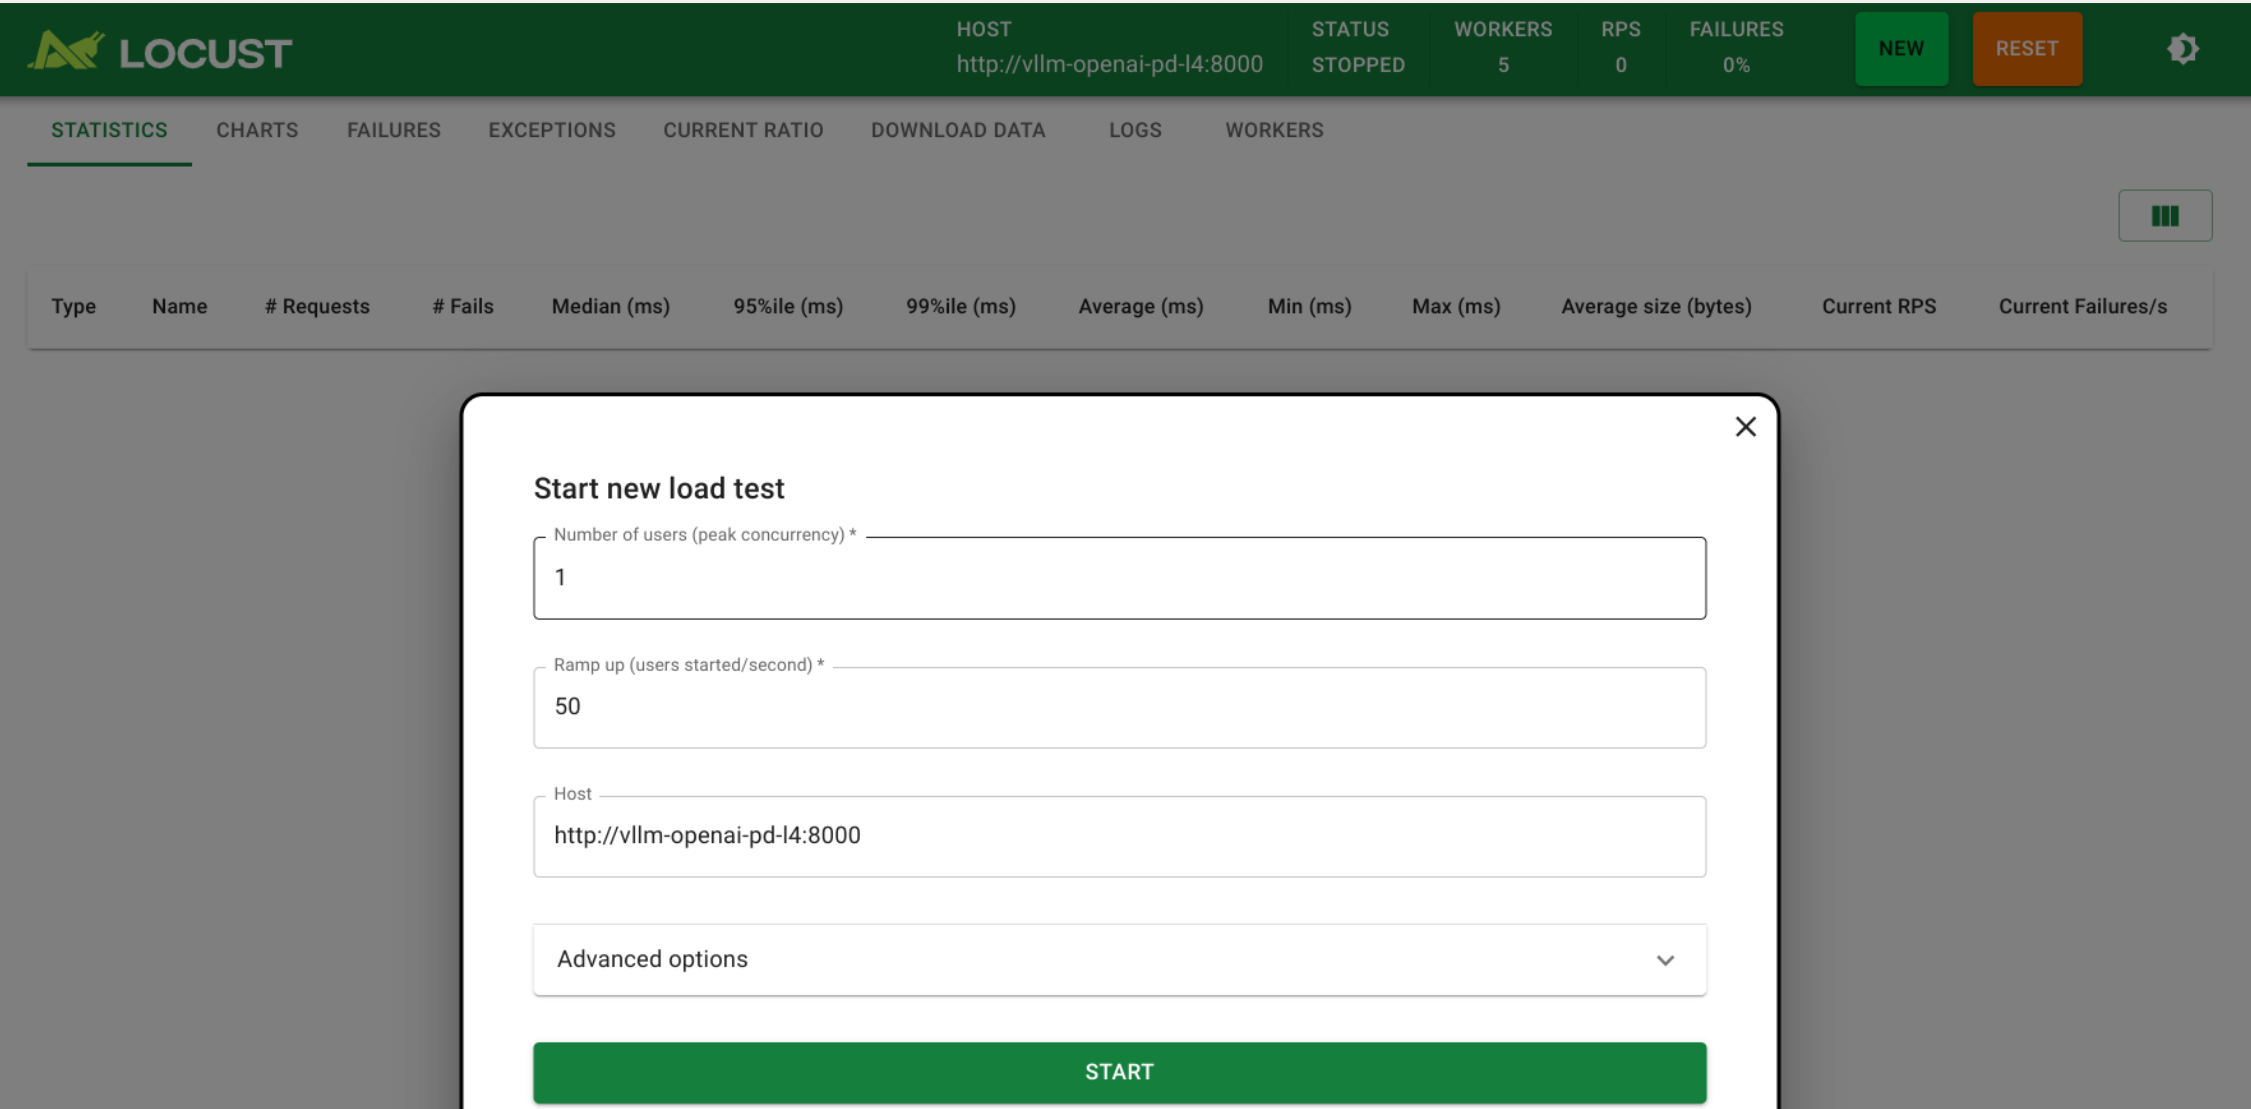 LOCUST
HOST
http://vllm-openai-pd-l4:8000
STATUS
STOPPED
WORKERS
5
RPS
0
FAILURES
0%
NEW
RESET
STATISTICS CHARTS FAILURES EXCEPTIONS CURRENT RATIO DOWNLOAD DATA LOGS WORKERS
Type Name # Requests # Fails Median (ms) 95%ile (ms) 99%ile (ms) Average (ms) Min (ms) Max (ms) Average size (bytes) Current RPS Current Failures/s
Start new load test
Number of users (peak concurrency) *
1
Ramp up (users started/second) *
50
Host
http://vllm-openai-pd-l4:8000
Advanced options
START